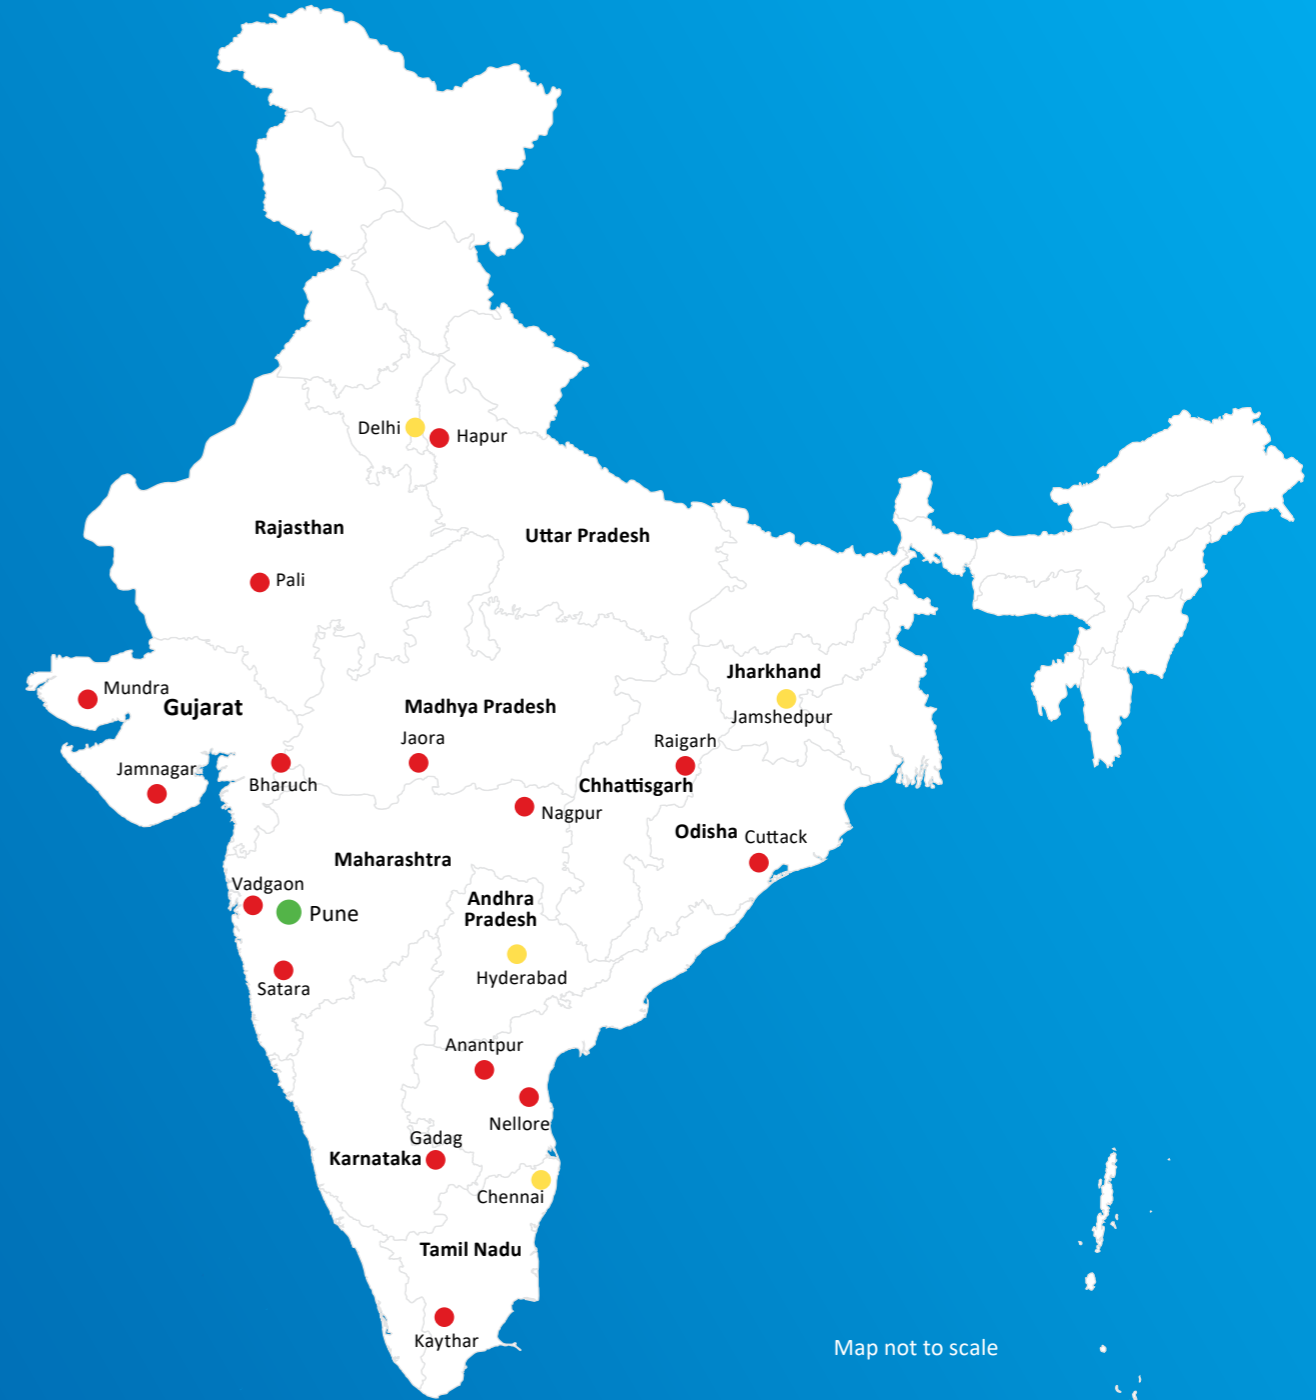 Delhi
Hapur
Rajasthan
Uttar Pradesh
Pali
Jharkhand
Mundra
Gujarat
Madhya Pradesh
Jamshedpur
Jaora
Raigarh
Jamnagar
Bharuch
Chhattisgarh
Nagpur
Odisha
Cuttack
Maharashtra
Vadgaon
Pune
Andhra
Pradesh
Hyderabad
Satara
Anantpur
Nellore
Gadag
Karnataka
Chennai
Tamil Nadu
Kaythar
Map not to scale